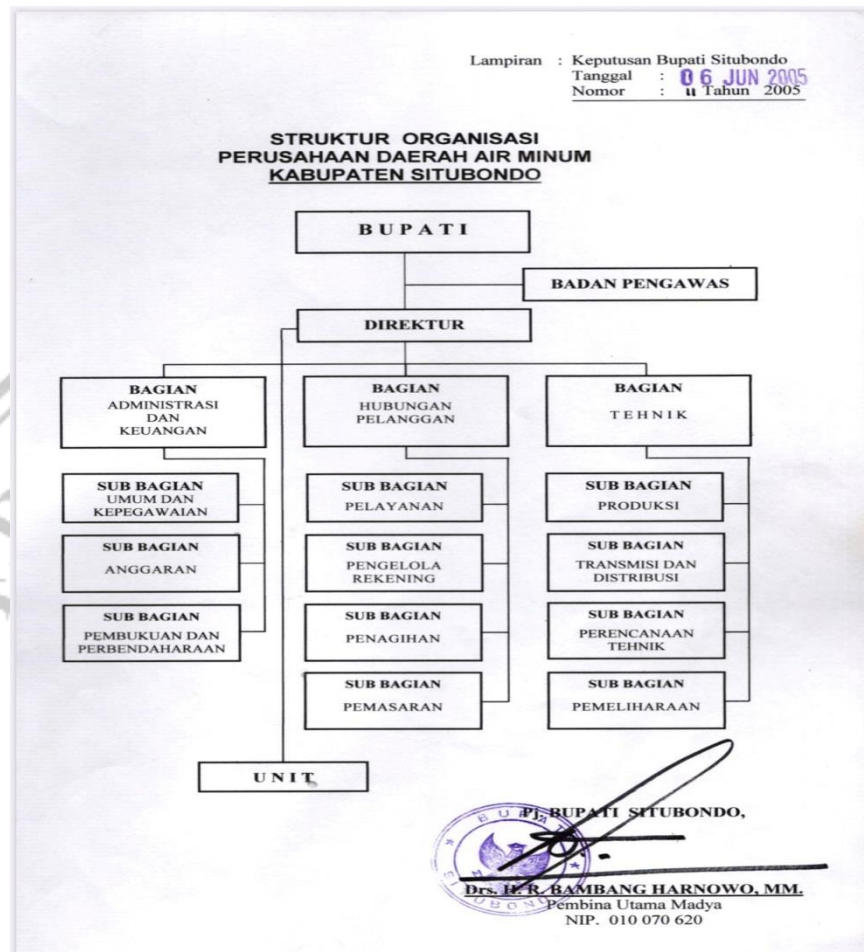 Lampiran : Keputusan Bupati Situbondo
Tanggal : 06 JUN 2005
Nomor : 11 Tahun 2005
STRUKTUR ORGANISASI
PERUSAHAAN DAERAH AIR MINUM
KABUPATEN SITUBONDO
BUPATI
BADAN PENGAWAS
DIREKTUR
BAGIAN
ADMINISTRASI
DAN
KEUANGAN
BAGIAN
HUBUNGAN
PELANGGAN
BAGIAN
TEHNIK
SUB BAGIAN
UMUM DAN
KEPEGAWAIAN
SUB BAGIAN
ANGGARAN
SUB BAGIAN
PEMBUKUAN DAN
PERBENDAHARAAN
SUB BAGIAN
PELAYANAN
SUB BAGIAN
PENGELOLA
REKENING
SUB BAGIAN
PENAGIHAN
SUB BAGIAN
PEMASARAN
SUB BAGIAN
PRODUKSI
SUB BAGIAN
TRANSMISI DAN
DISTRIBUSI
SUB BAGIAN
PERENCANAAN
TEHNIK
SUB BAGIAN
PEMELIHARAAN
UNIT
Pj. BUPATI SITUBONDO,
BUPATI
SITUBONDO
Drs. H. R. BAMBANG HARNOWO, MM.
Pembina Utama Madya
NIP. 010 070 620